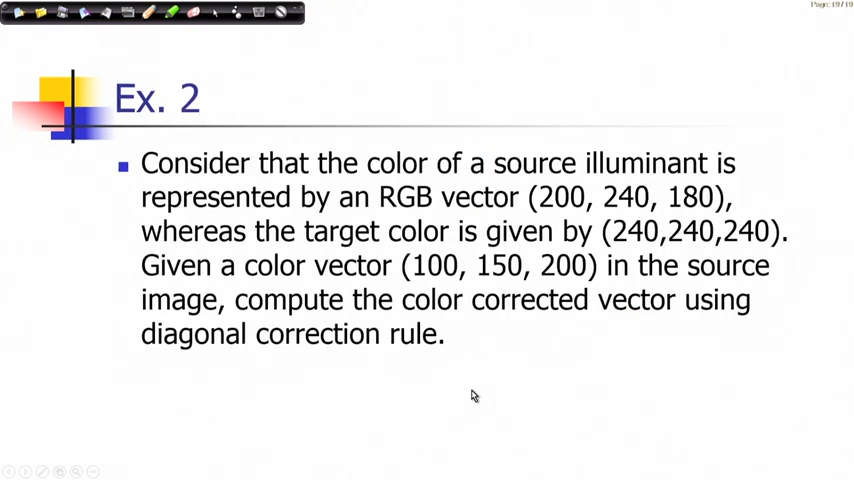 Page: 19/19
Ex. 2
Consider that the color of a source illuminant is
represented by an RGB vector (200, 240, 180),
whereas the target color is given by (240,240,240).
Given a color vector (100, 150, 200) in the source
image, compute the color corrected vector using
diagonal correction rule.